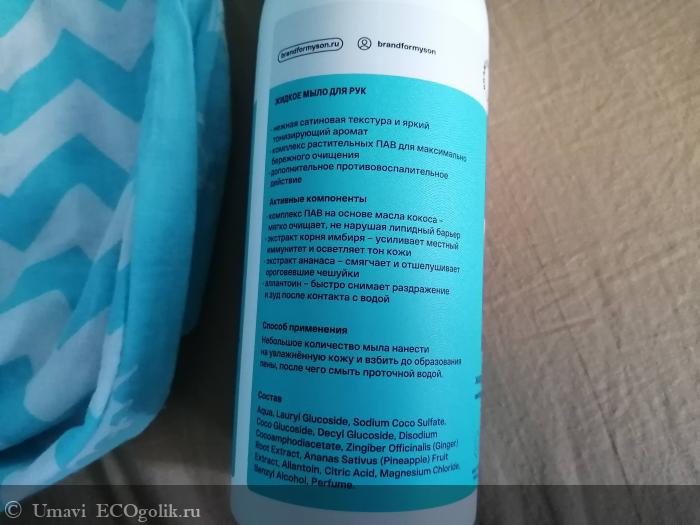 brandformyson.ru
brandformyson
ЖИДКОЕ МЫЛО ДЛЯ РУК
- нежная сатиновая текстура и яркий
тонизирующий аромат
- комплекс растительных ПАВ для максимально
бережного очищения
- дополнительное противовоспалительное
действие
Активные компоненты
- комплекс ПАВ на основе масла кокоса –
мягко очищает, не нарушая липидный барьер
- экстракт корня имбиря – усиливает местный
иммунитет и осветляет тон кожи
- экстракт ананаса – смягчает и отшелушивает
ороговевшие чешуйки
- аллантоин – быстро снимает раздражение
и зуд после контакта с водой
Способ применения
Небольшое количество мыла нанести
на увлажнённую кожу и взбить до образования
пены, после чего смыть проточной водой.
Состав
Aqua, Lauryl Glucoside, Sodium Coco Sulfate,
Coco Glucoside, Decyl Glucoside, Disodium
Cocoamphodiacetate, Zingiber Officinalis (Ginger)
Root Extract, Ananas Sativus (Pineapple) Fruit
Extract, Allantoin, Citric Acid, Magnesium Chloride,
Benzyl Alcohol, Perfume.
© Umavi ECOgolik.ru